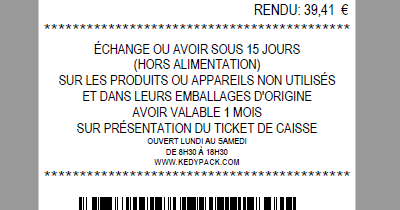 RENDU: 39,41 €
******************************************
ÉCHANGE OU AVOIR SOUS 15 JOURS
(HORS ALIMENTATION)
SUR LES PRODUITS OU APPAREILS NON UTILISÉS
ET DANS LEURS EMBALLAGES D'ORIGINE
AVOIR VALABLE 1 MOIS
SUR PRÉSENTATION DU TICKET DE CAISSE
OUVERT LUNDI AU SAMEDI
DE 8H30 À 18H30
WWW.KEDYPACK.COM
******************************************